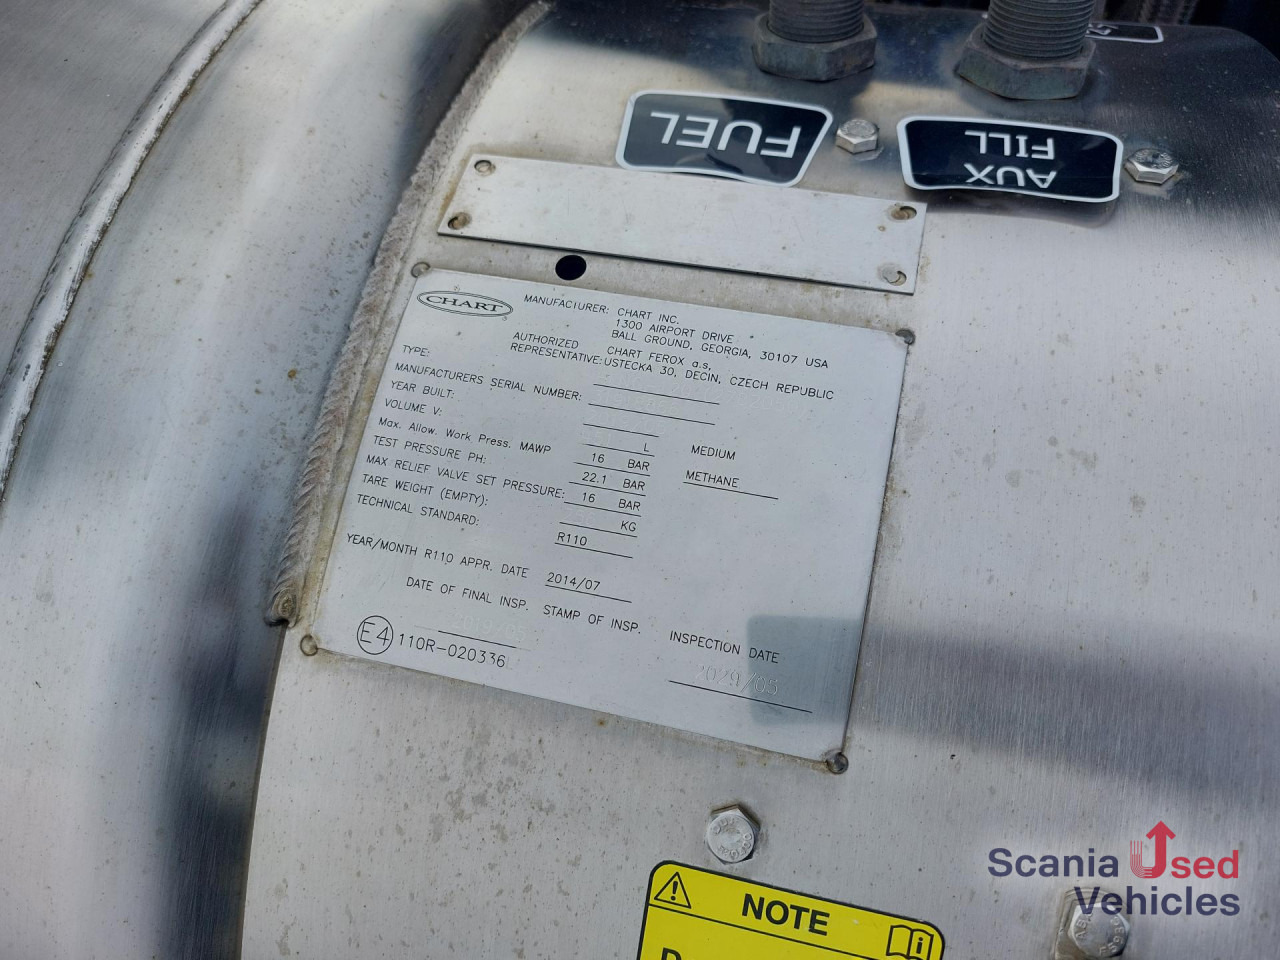 FUEL
AUX
FILL
CHART
MANUFACTURER: CHART INC.
1300 AIRPORT DRIVE
BALL GROUND, GEORGIA, 30107 USA
AUTHORIZED CHART FEROX a.s,
REPRESENTATIVE: USTECKA 30, DECIN, CZECH REPUBLIC
TYPE:
MANUFACTURERS SERIAL NUMBER:
YEAR BUILT:
VOLUME V: L MEDIUM
Max. Allow. Work Press. MAWP 16 BAR METHANE
TEST PRESSURE PH: 22.1 BAR
MAX RELIEF VALVE SET PRESSURE: 16 BAR
TARE WEIGHT (EMPTY): KG
TECHNICAL STANDARD: R110
YEAR/MONTH R110 APPR. DATE 2014/07
DATE OF FINAL INSP. STAMP OF INSP. INSPECTION DATE
E4 110R-020336 2029/05
NOTE
Scania Used
Vehicles